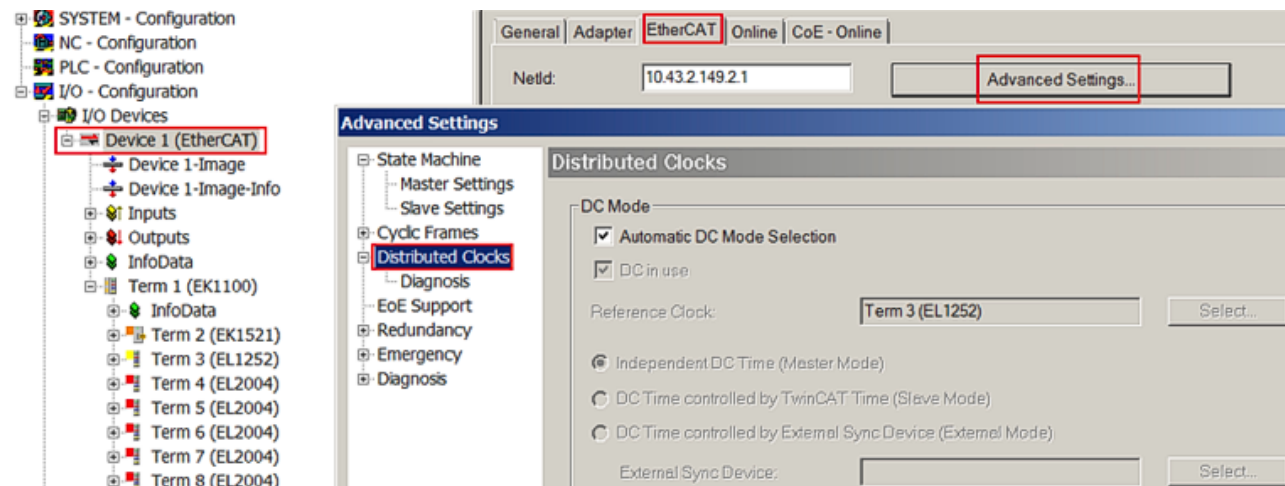 SYSTEM - Configuration
NC - Configuration
PLC - Configuration
I/O - Configuration
I/O Devices
Device 1 (EtherCAT)
Device 1-Image
Device 1-Image-Info
Inputs
Outputs
InfoData
Term 1 (EK1100)
InfoData
Term 2 (EK1521)
Term 3 (EL1252)
Term 4 (EL2004)
Term 5 (EL2004)
Term 6 (EL2004)
Term 7 (EL2004)
Term 8 (EL2004)
General Adapter EtherCAT Online CoE - Online
NetId: 10.43.2.149.2.1 Advanced Settings...
Advanced Settings
State Machine
Master Settings
Slave Settings
Cyclic Frames
Distributed Clocks
Diagnosis
EoE Support
Redundancy
Emergency
Diagnosis
Distributed Clocks
DC Mode
Automatic DC Mode Selection
DC in use
Reference Clock: Term 3 (EL1252) Select...
Independent DC Time (Master Mode)
DC Time controlled by TwinCAT Time (Slave Mode)
DC Time controlled by External Sync Device (External Mode)
External Sync Device: Select...